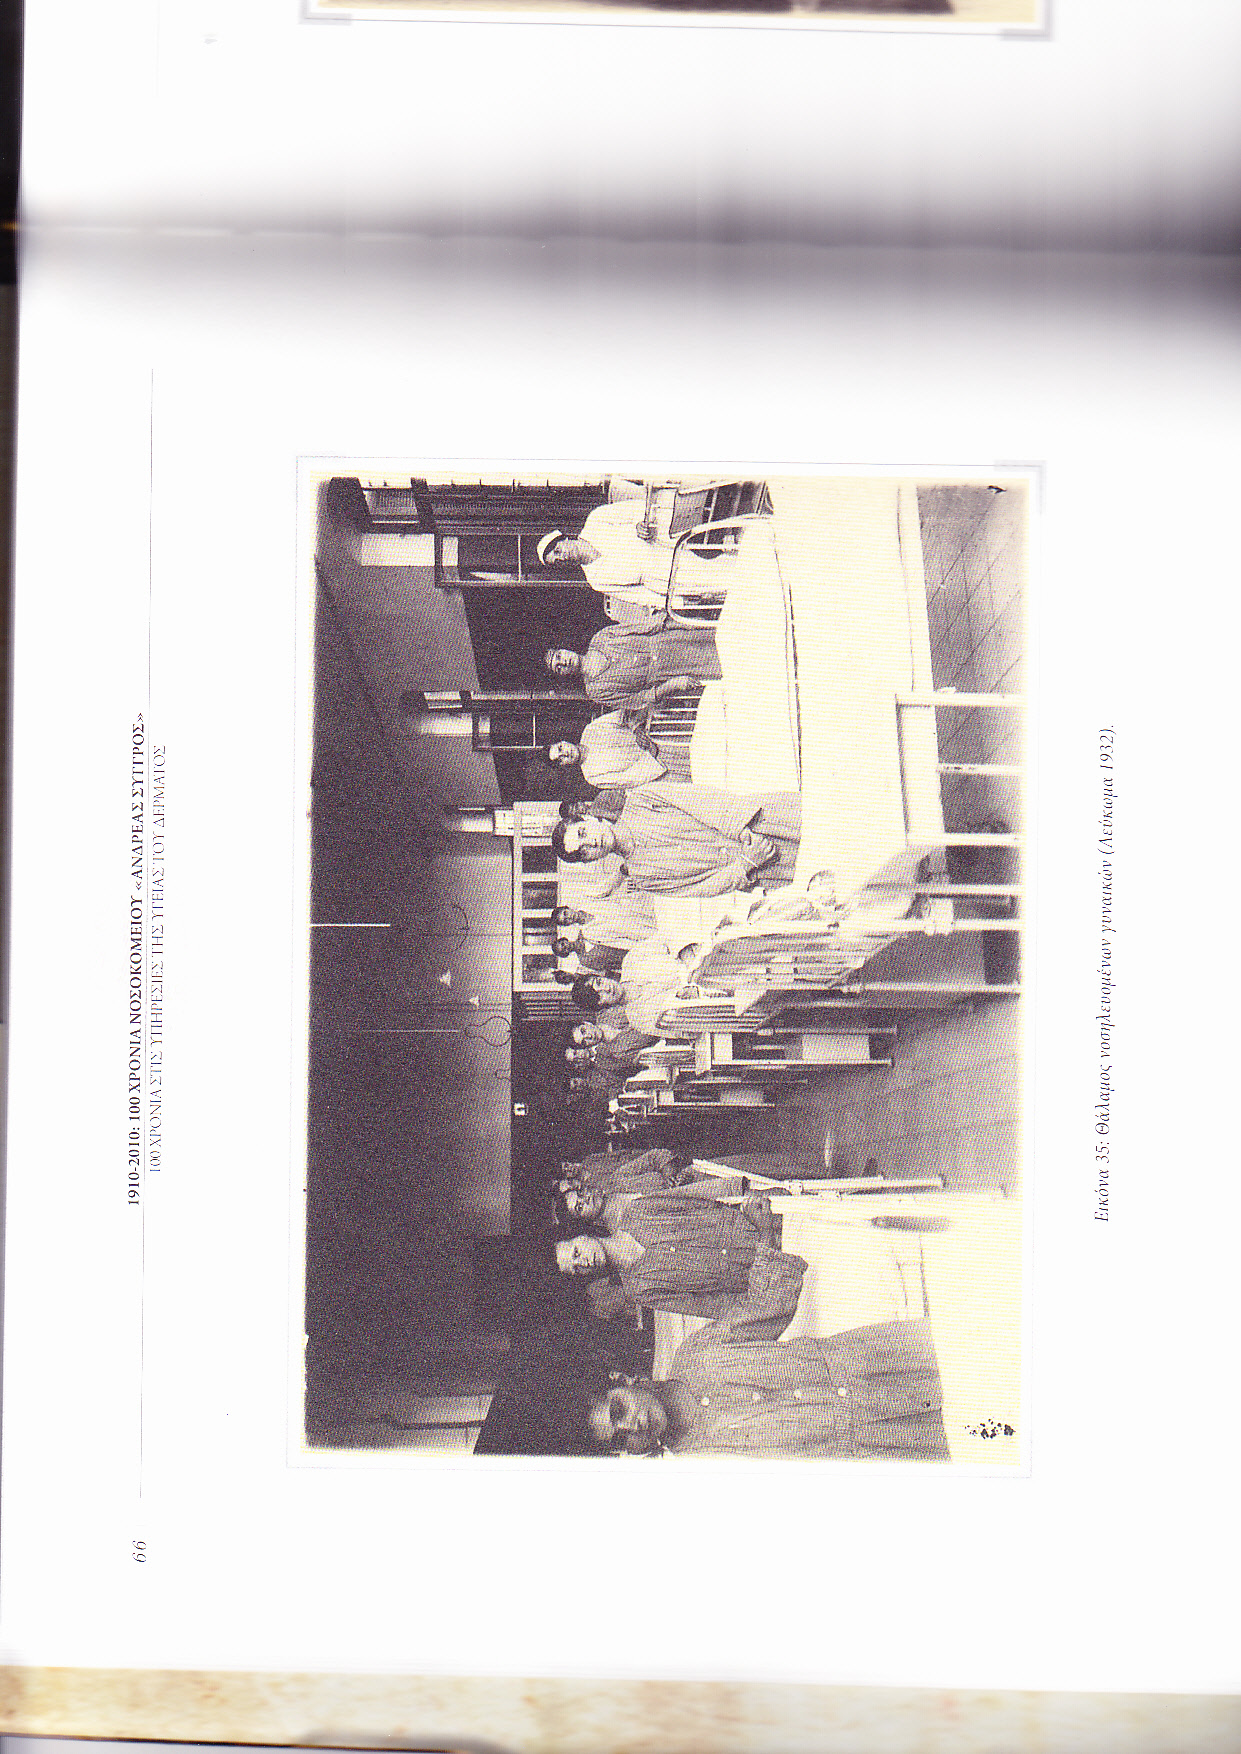 66
1910-2010: 100 ΧΡΟΝΙΑ ΝΟΣΟΚΟΜΕΙΟΥ «ΑΝΔΡΕΑΣ ΣΥΓΓΡΟΣ»
100 ΧΡΟΝΙΑ ΣΤΙΣ ΥΠΗΡΕΣΙΕΣ ΤΗΣ ΥΓΕΙΑΣ ΤΟΥ ΔΕΡΜΑΤΟΣ
Εικόνα 35: Θάλαμος νοσηλευομένων γυναικών (Λεύκωμα 1932).